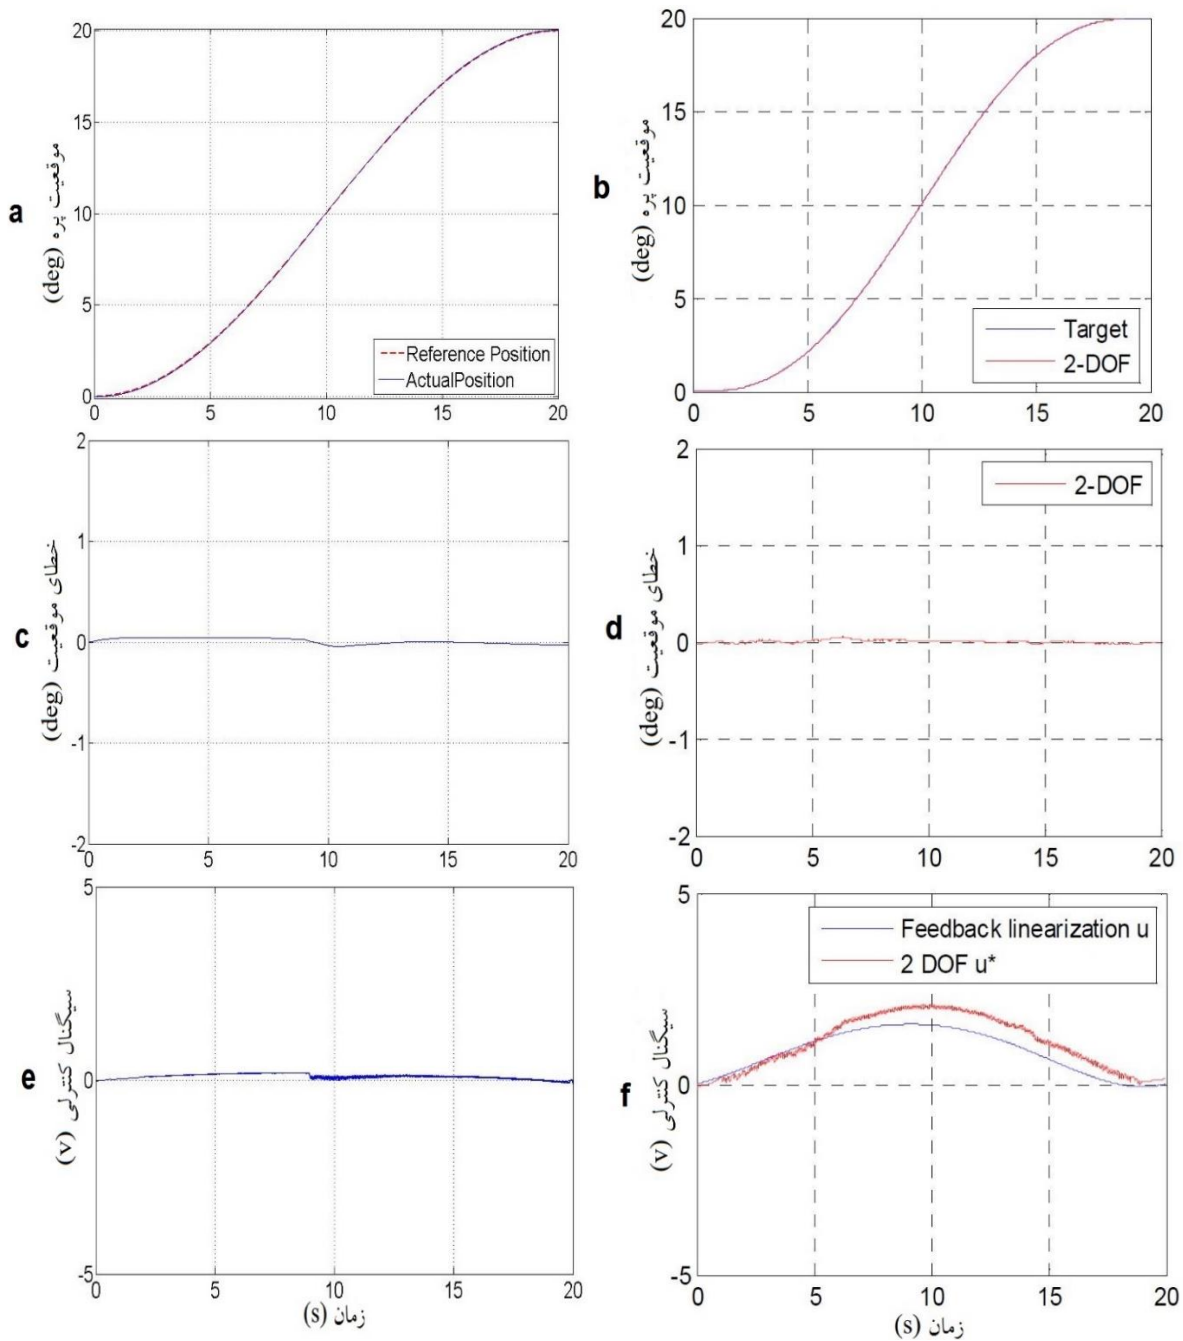 a
موقعیت پره (deg)
20
15
10
5
0
0 5 10 15 20
Reference Position
ActualPosition
b
موقعیت پره (deg)
20
15
10
5
0
0 5 10 15 20
Target
2-DOF
c
خطای موقعیت (deg)
2
1
0
-1
-2
0 5 10 15 20
d
خطای موقعیت (deg)
2
1
0
-1
-2
0 5 10 15 20
2-DOF
e
سیگنال کنترلی (v)
5
0
-5
0 5 10 15 20
زمان (s)
f
سیگنال کنترلی (v)
5
0
-5
0 5 10 15 20
Feedback linearization u
2 DOF u*
زمان (s)